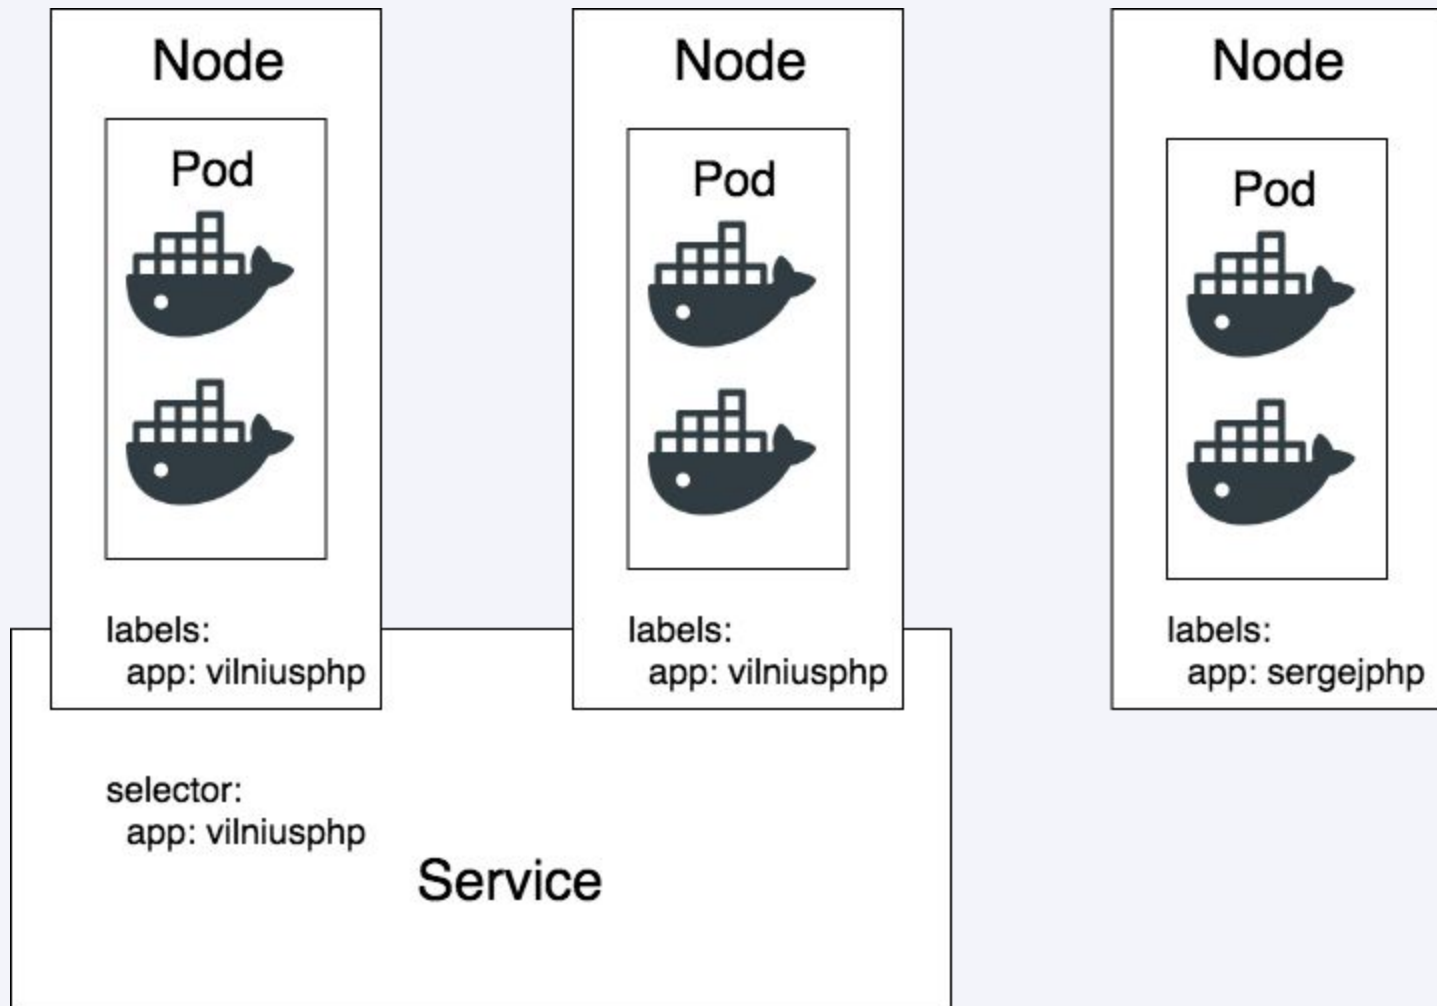 Node
Pod
labels:
app: vilniusphp
Node
Pod
labels:
app: vilniusphp
Node
Pod
labels:
app: sergejphp
selector:
app: vilniusphp
Service